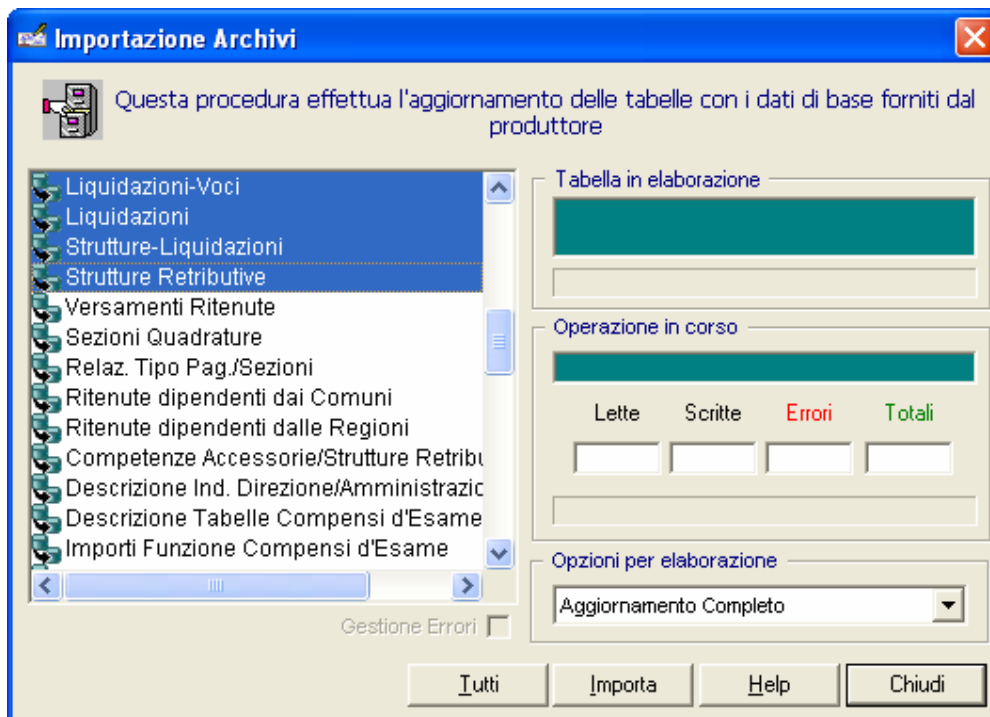 Importazione Archivi
Questa procedura effettua l'aggiornamento delle tabelle con i dati di base forniti dal
produttore
Liquidazioni-Voci
Liquidazioni
Strutture-Liquidazioni
Strutture Retributive
Versamenti Ritenute
Sezioni Quadrature
Relaz. Tipo Pag./Sezioni
Ritenute dipendenti dai Comuni
Ritenute dipendenti dalle Regioni
Competenze Accessorie/Strutture Retribu
Descrizione Ind. Direzione/Amministrazic
Descrizione Tabelle Compensi d'Esame
Importi Funzione Compensi d'Esame
Gestione Errori
Tabella in elaborazione
Operazione in corso
Lette Scritte Errori Totali
Opzioni per elaborazione
Aggiornamento Completo
Tutti Importa Help Chiudi